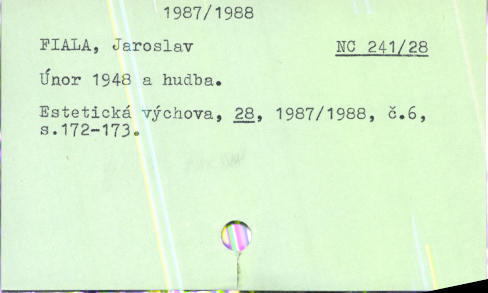 1987/1988
FIALA, Jaroslav NC 241/28
Únor 1948 a hudba.
Estetická výchova, 28, 1987/1988, č.6,
s.172-173.